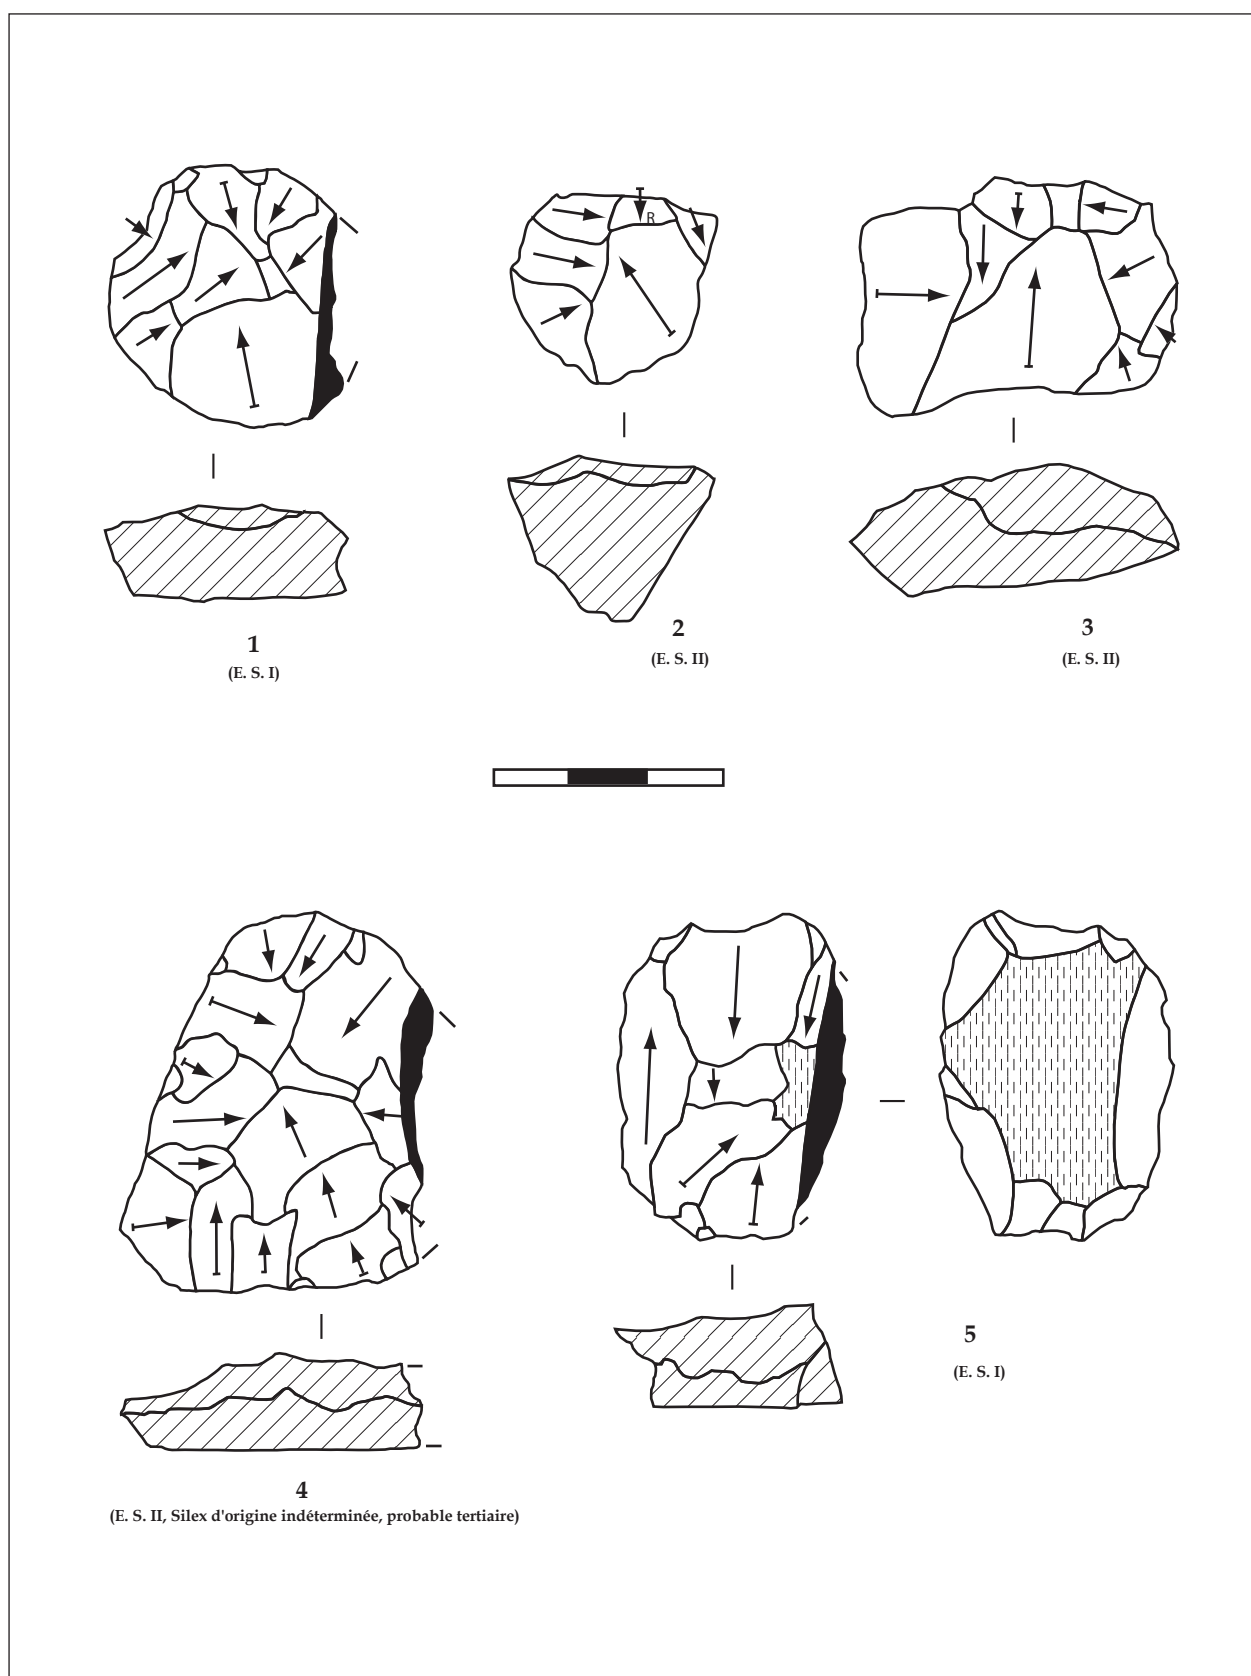 R
1
(E. S. I)
2
(E. S. II)
3
(E. S. II)
4
(E. S. II, Silex d'origine indéterminée, probable tertiaire)
5
(E. S. I)